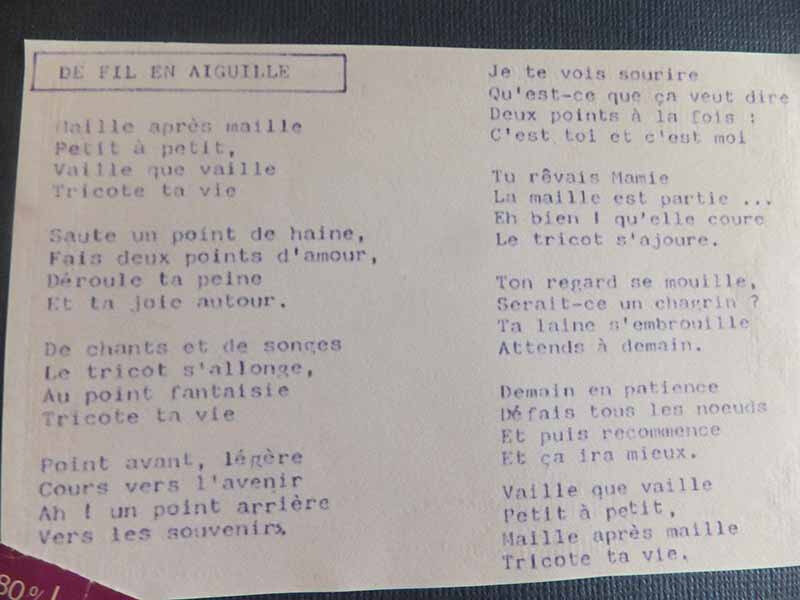 DE FIL EN AIGUILLE
Maille après maille
Petit à petit,
Vaille que vaille
Tricote ta vie
Saute un point de haine,
Fais deux points d'amour,
Déroule ta peine
Et ta joie autour.
De chants et de songes
Le tricot s'allonge,
Au point fantaisie
Tricote ta vie
Point avant, légère
Cours vers l'avenir
Ah ! un point arrière
Vers les souvenirs.
Je te vois sourire
Qu'est-ce que ça veut dire
Deux points à la fois :
C'est toi et c'est moi
Tu rêvais Mamie
La maille est partie ...
Eh bien ! qu'elle coure
Le tricot s'ajoure.
Ton regard se mouille,
Serait-ce un chagrin ?
Ta laine s'embrouille
Attends à demain.
Demain en patience
Défais tous les noeuds
Et puis recommence
Et ça ira mieux.
Vaille que vaille
Petit à petit,
Maille après maille
Tricote ta vie.
80%